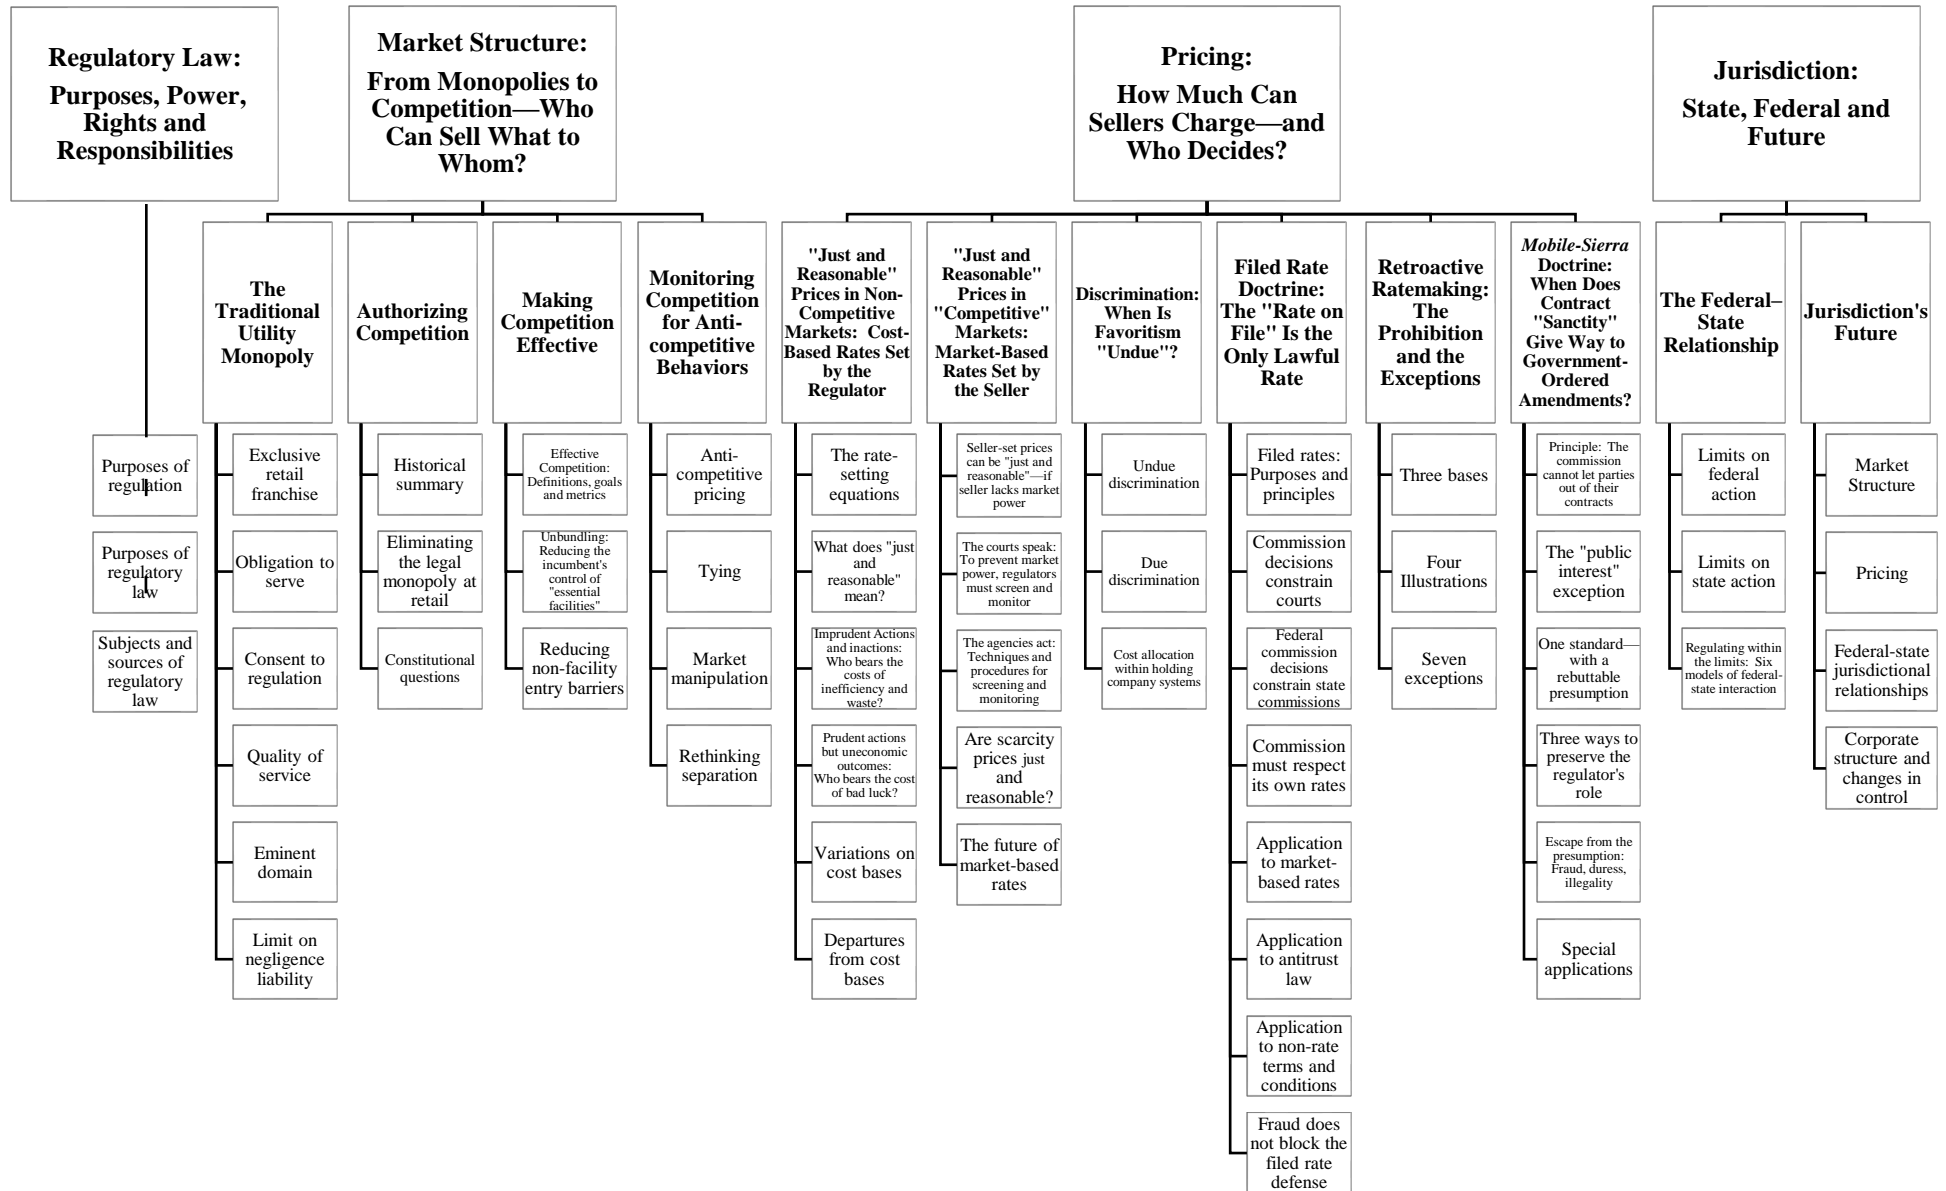 Regulatory Law:
Purposes, Power,
Rights and
Responsibilities
Market Structure:
From Monopolies to
Competition—Who
Can Sell What to
Whom?
Pricing:
How Much Can
Sellers Charge—and
Who Decides?
Jurisdiction:
State, Federal and
Future
The
Traditional
Utility
Monopoly
Authorizing
Competition
Making
Competition
Effective
Monitoring
Competition
for Anti-
competitive
Behaviors
"Just and
Reasonable"
Prices in Non-
Competitive
Markets: Cost-
Based Rates Set
by the
Regulator
"Just and
Reasonable"
Prices in
"Competitive"
Markets:
Market-Based
Rates Set by
the Seller
Discrimination:
When Is
Favoritism
"Undue"?
Filed Rate
Doctrine:
The "Rate on
File" Is the
Only Lawful
Rate
Retroactive
Ratemaking:
The
Prohibition
and the
Exceptions
Mobile-Sierra
Doctrine:
When Does
Contract
"Sanctity"
Give Way to
Government-
Ordered
Amendments?
The Federal–
State
Relationship
Jurisdiction's
Future
Purposes of
regulation
Purposes of
regulatory
law
Subjects and
sources of
regulatory
law
Exclusive
retail
franchise
Obligation to
serve
Consent to
regulation
Quality of
service
Eminent
domain
Limit on
negligence
liability
Historical
summary
Eliminating
the legal
monopoly at
retail
Constitutional
questions
Effective
Competition:
Definitions, goals
and metrics
Unbundling:
Reducing the
incumbent's
control of
"essential
facilities"
Reducing
non-facility
entry barriers
Anti-
competitive
pricing
Tying
Market
manipulation
Rethinking
separation
The rate-
setting
equations
What does "just
and
reasonable"
mean?
Imprudent Actions
and inactions:
Who bears the
costs of
inefficiency and
waste?
Prudent actions
but uneconomic
outcomes:
Who bears the cost
of bad luck?
Variations on
cost bases
Departures
from cost
bases
Seller-set prices
can be "just and
reasonable"—if
seller lacks market
power
The courts speak:
To prevent market
power, regulators
must screen and
monitor
The agencies act:
Techniques and
procedures for
screening and
monitoring
Are scarcity
prices just
and
reasonable?
The future of
market-based
rates
Undue
discrimination
Due
discrimination
Cost allocation
within holding
company systems
Filed rates:
Purposes and
principles
Commission
decisions
constrain
courts
Federal
commission
decisions
constrain state
commissions
Commission
must respect
its own rates
Application
to market-
based rates
Application
to antitrust
law
Application
to non-rate
terms and
conditions
Fraud does
not block the
filed rate
defense
Three bases
Four
Illustrations
Seven
exceptions
Principle: The
commission
cannot let parties
out of their
contracts
The "public
interest"
exception
One standard—
with a
rebuttable
presumption
Three ways to
preserve the
regulator's
role
Escape from the
presumption:
Fraud, duress,
illegality
Special
applications
Limits on
federal
action
Limits on
state action
Regulating within
the limits: Six
models of federal-
state interaction
Market
Structure
Pricing
Federal-state
jurisdictional
relationships
Corporate
structure and
changes in
control